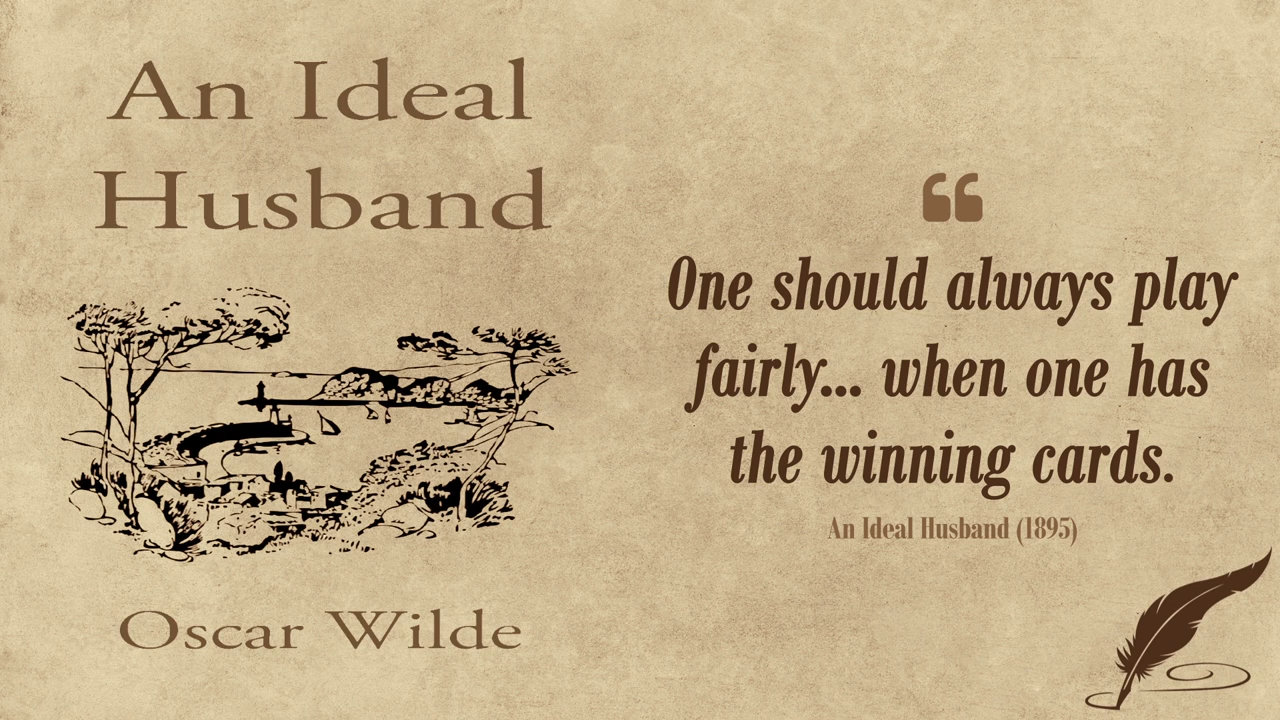 An Ideal
Husband
Oscar Wilde
“
One should always play
fairly... when one has
the winning cards.
An Ideal Husband (1895)